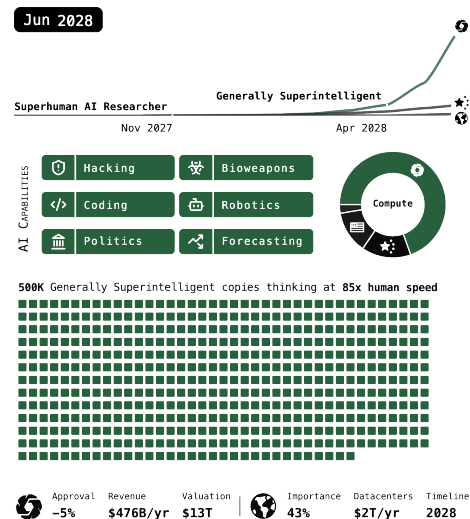 Jun 2028
Generally Superintelligent
Superhuman AI Researcher
Nov 2027 Apr 2028
AI Capabilities
Hacking Bioweapons
Coding Robotics
Politics Forecasting
Compute
500K Generally Superintelligent copies thinking at 85x human speed
Approval Revenue Valuation Importance Datacenters Timeline
−5% $476B/yr $13T 43% $2T/yr 2028